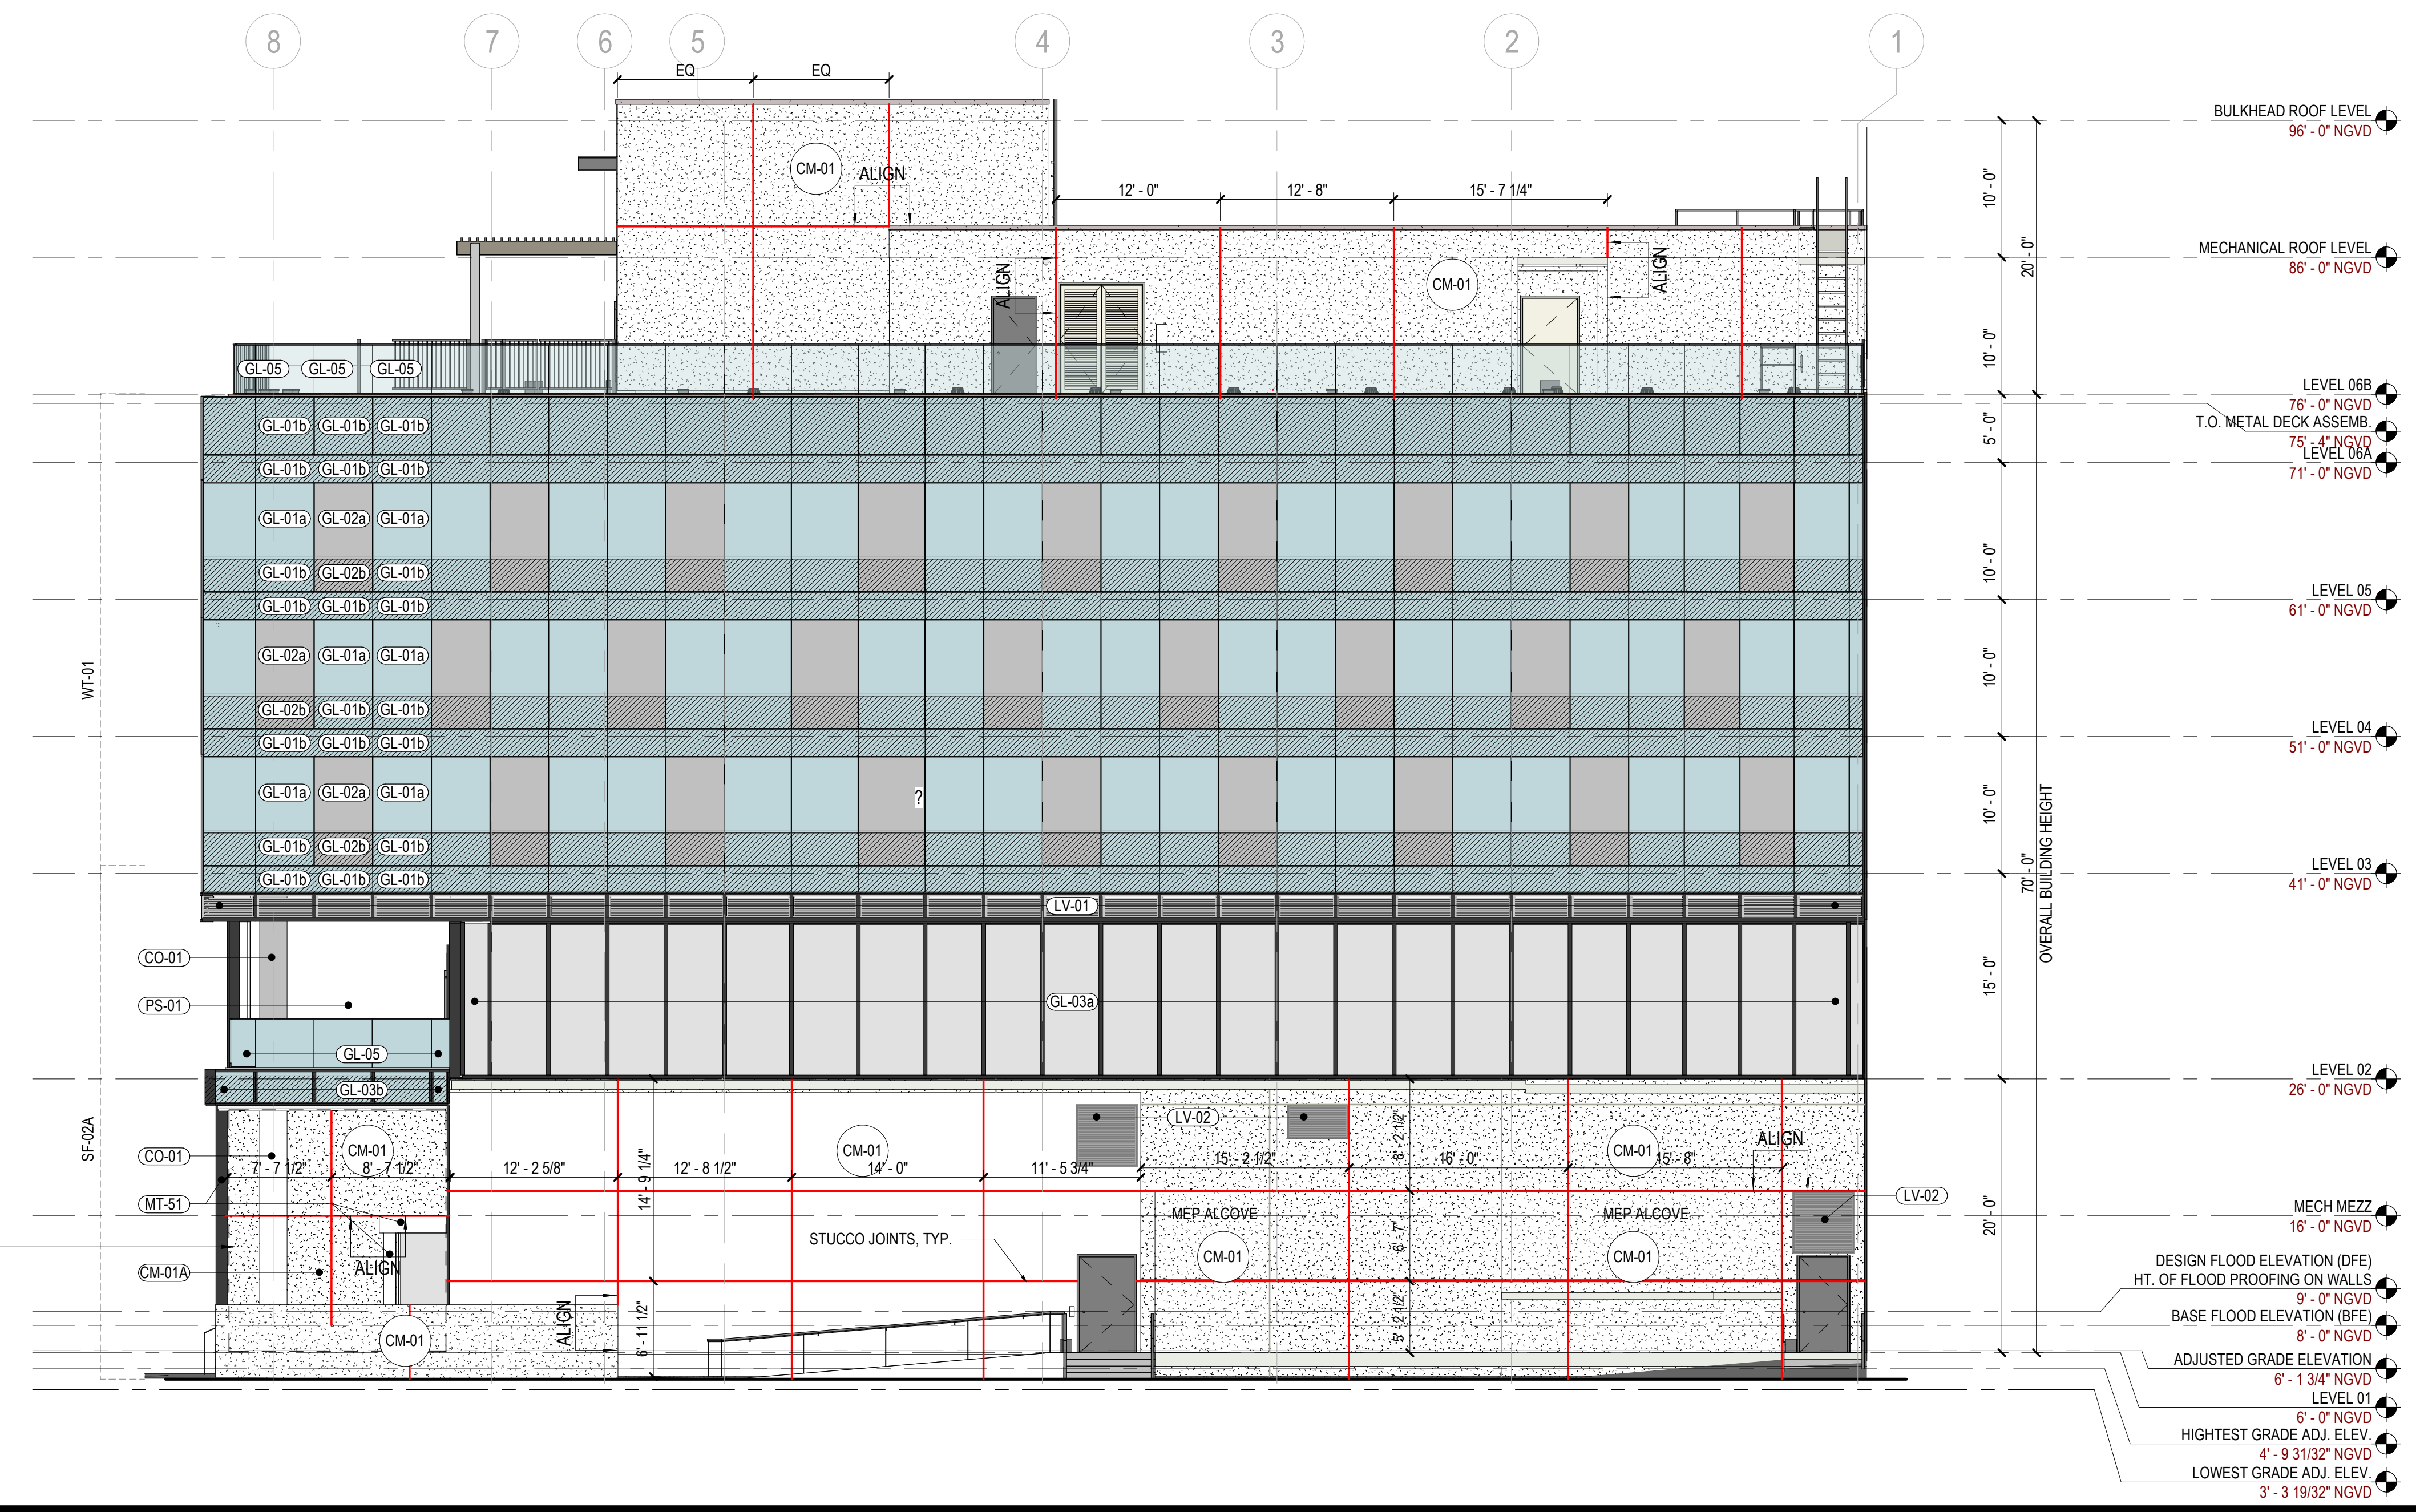 8 7 6 5 4 3 2 1
EQ EQ
BULKHEAD ROOF LEVEL
96' - 0" NGVD
CM-01
ALIGN
12' - 0" 12' - 8" 15' - 7 1/4"
10' - 0"
MECHANICAL ROOF LEVEL
86' - 0" NGVD
20' - 0"
ALIGN
ALIGN
CM-01
10' - 0"
GL-05 GL-05 GL-05
LEVEL 06B
76' - 0" NGVD
T.O. METAL DECK ASSEMB.
75' - 4" NGVD
GL-01b GL-01b GL-01b
5' - 0"
LEVEL 06A
71' - 0" NGVD
GL-01b GL-01b GL-01b
GL-01a GL-02a GL-01a
10' - 0"
GL-01b GL-02b GL-01b
LEVEL 05
61' - 0" NGVD
GL-01b GL-01b GL-01b
GL-02a GL-01a GL-01a
WT-01
10' - 0"
GL-02b GL-01b GL-01b
LEVEL 04
51' - 0" NGVD
GL-01b GL-01b GL-01b
GL-01a GL-02a GL-01a
?
10' - 0"
GL-01b GL-02b GL-01b
LEVEL 03
41' - 0" NGVD
GL-01b GL-01b GL-01b
70' - 0"
OVERALL BUILDING HEIGHT
LV-01
CO-01
15' - 0"
PS-01
GL-03a
GL-05
LEVEL 02
26' - 0" NGVD
GL-03b
SF-02A
LV-02
8' - 2 1/2"
CO-01
CM-01
CM-01
CM-01
ALIGN
7' - 7 1/2" 8' - 7 1/2" 12' - 2 5/8" 12' - 8 1/2" 14' - 0" 11' - 5 3/4" 15' - 2 1/2" 16' - 0" 15' - 8"
14' - 9 1/4"
MT-51
LV-02
MEP ALCOVE
MEP ALCOVE
MECH MEZZ
16' - 0" NGVD
20' - 0"
6' - 7"
STUCCO JOINTS, TYP.
CM-01
CM-01
CM-01A
ALIGN
DESIGN FLOOD ELEVATION (DFE)
HT. OF FLOOD PROOFING ON WALLS
9' - 0" NGVD
ALIGN
6' - 11 1/2"
5' - 2 1/2"
CM-01
BASE FLOOD ELEVATION (BFE)
8' - 0" NGVD
ADJUSTED GRADE ELEVATION
6' - 1 3/4" NGVD
LEVEL 01
6' - 0" NGVD
HIGHTEST GRADE ADJ. ELEV.
4' - 9 31/32" NGVD
LOWEST GRADE ADJ. ELEV.
3' - 3 19/32" NGVD